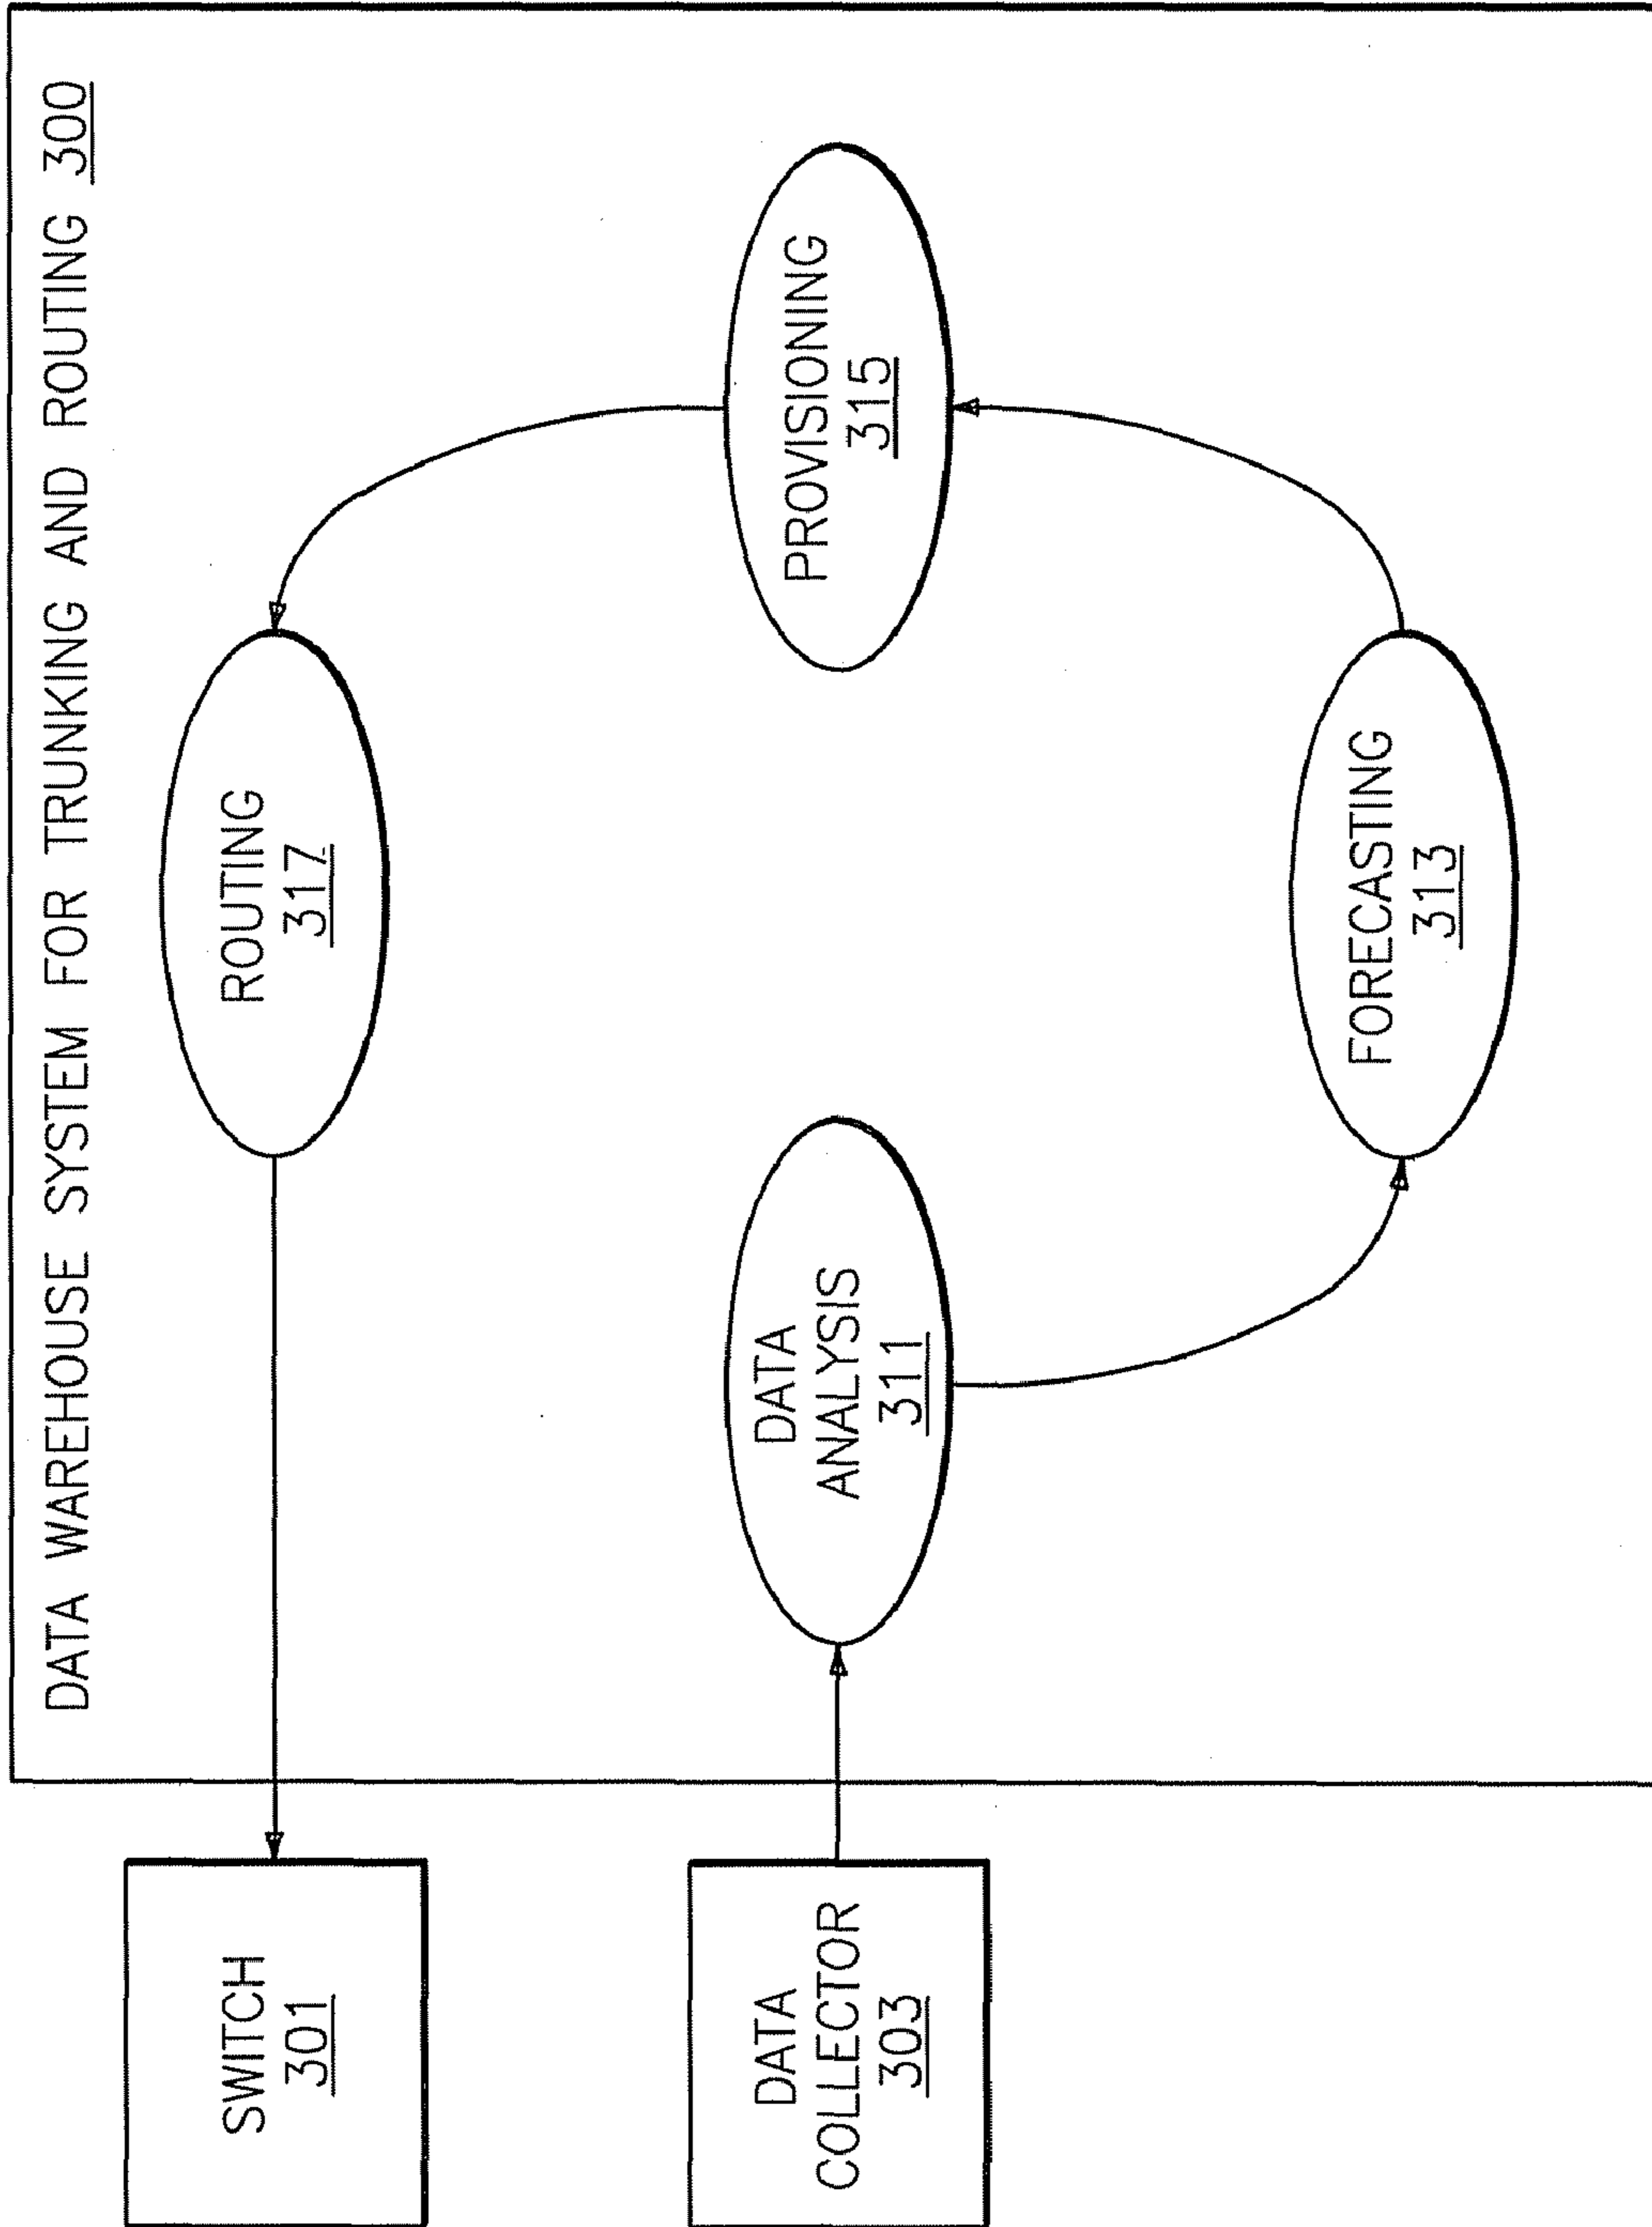 DATA WAREHOUSE SYSTEM FOR TRUNKING AND ROUTING 300
SWITCH
301
ROUTING
317
DATA
COLLECTOR
303
DATA
ANALYSIS
311
PROVISIONING
315
FORECASTING
313